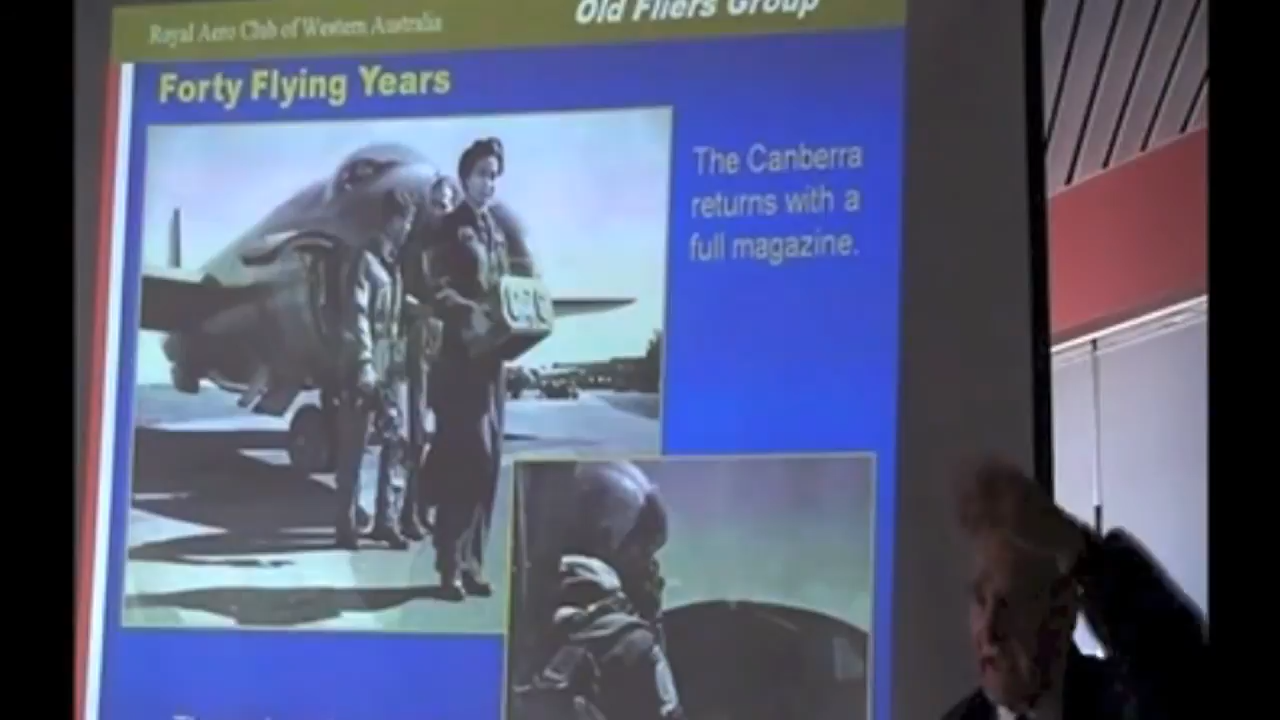 Royal Aero Club of Western Australia
Old Fliers Group
Forty Flying Years
The Canberra
returns with a
full magazine.